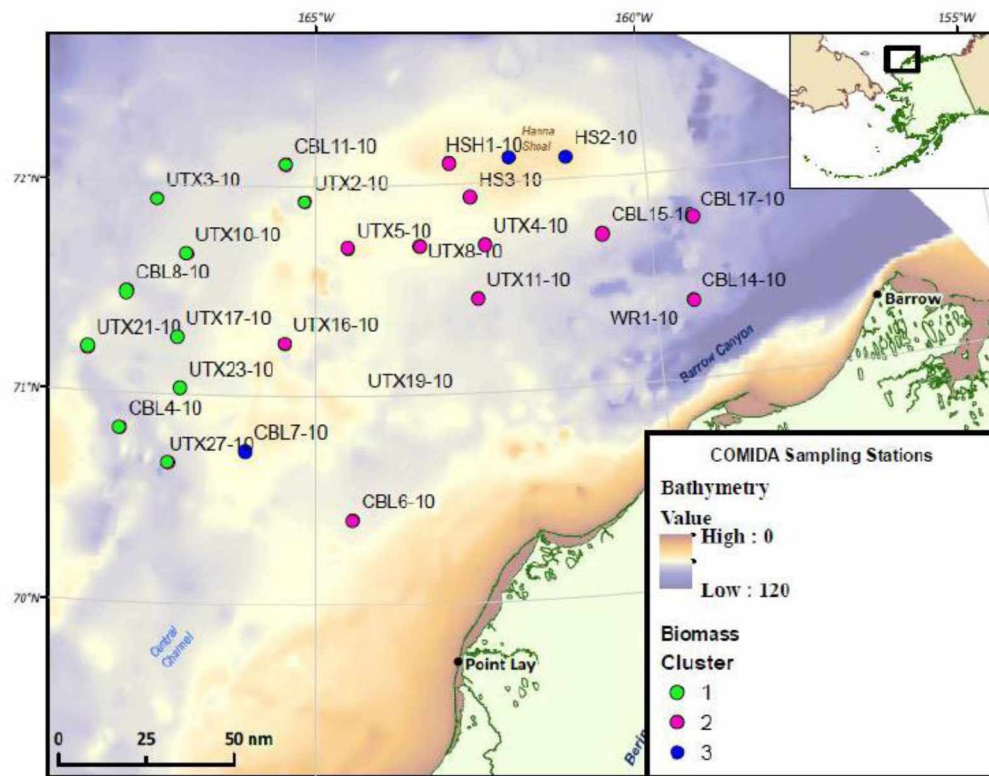 165°W
160°W
155°W
72°N
71°N
70°N
Hanna
Shoal
CBL11-10
HSH1-10
HS2-10
UTX3-10
UTX2-10
HS3-10
CBL17-10
CBL15-10
UTX10-10
UTX5-10
UTX4-10
UTX8-10
CBL8-10
UTX11-10
CBL14-10
Barrow
WR1-10
UTX21-10
UTX17-10
UTX16-10
Barrow Canyon
UTX23-10
UTX19-10
CBL4-10
UTX27-10
CBL7-10
CBL6-10
Central
Channel
Point Lay
0 25 50 nm
COMIDA Sampling Stations
Bathymetry
Value
High : 0
Low : 120
Biomass
Cluster
1
2
3